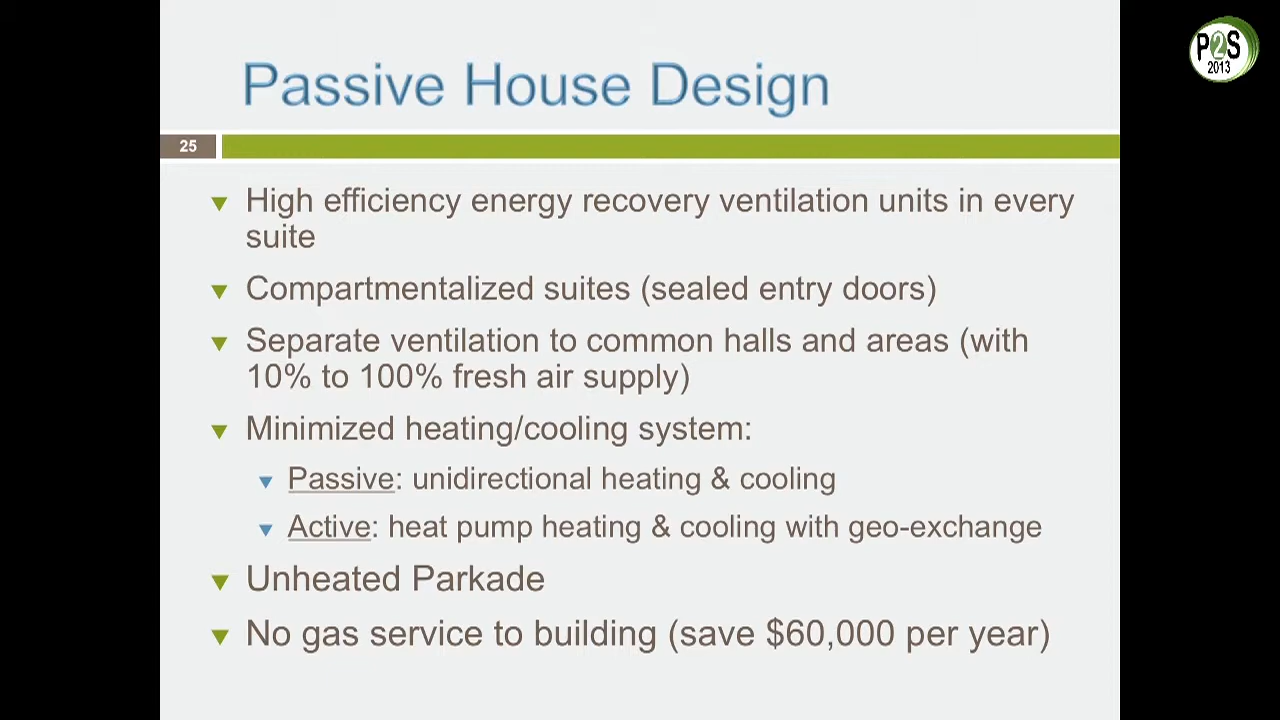 P2S
2013
Passive House Design
25
High efficiency energy recovery ventilation units in every
suite
Compartmentalized suites (sealed entry doors)
Separate ventilation to common halls and areas (with
10% to 100% fresh air supply)
Minimized heating/cooling system:
Passive: unidirectional heating & cooling
Active: heat pump heating & cooling with geo-exchange
Unheated Parkade
No gas service to building (save $60,000 per year)